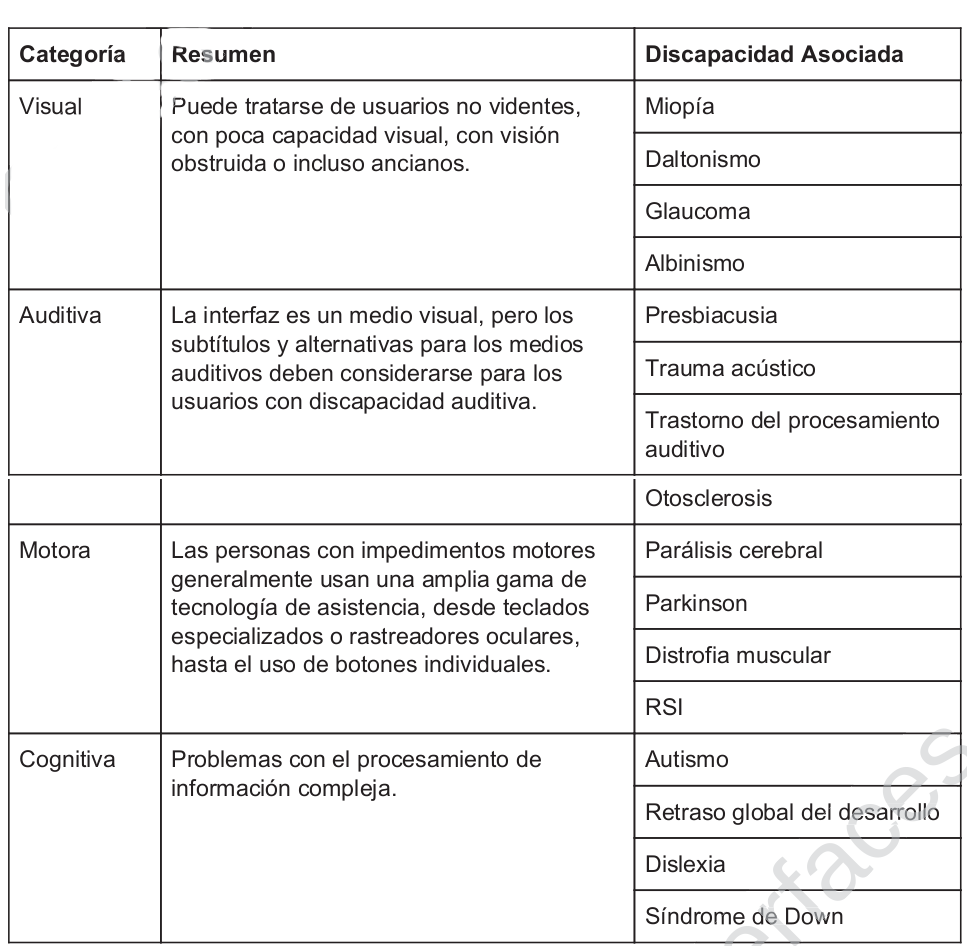 Categoría Resumen Discapacidad Asociada
Visual Puede tratarse de usuarios no videntes, Miopía
con poca capacidad visual, con visión
obstruida o incluso ancianos.
Daltonismo
Glaucoma
Albinismo
Auditiva La interfaz es un medio visual, pero los Presbiacusia
subtítulos y alternativas para los medios
auditivos deben considerarse para los
usuarios con discapacidad auditiva.
Trauma acústico
Trastorno del procesamiento
auditivo
Otosclerosis
Motora Las personas con impedimentos motores Parálisis cerebral
generalmente usan una amplia gama de
tecnología de asistencia, desde teclados
especializados o rastreadores oculares,
hasta el uso de botones individuales.
Parkinson
Distrofia muscular
RSI
Cognitiva Problemas con el procesamiento de Autismo
información compleja.
Retraso global del desarrollo
Dislexia
Síndrome de Down